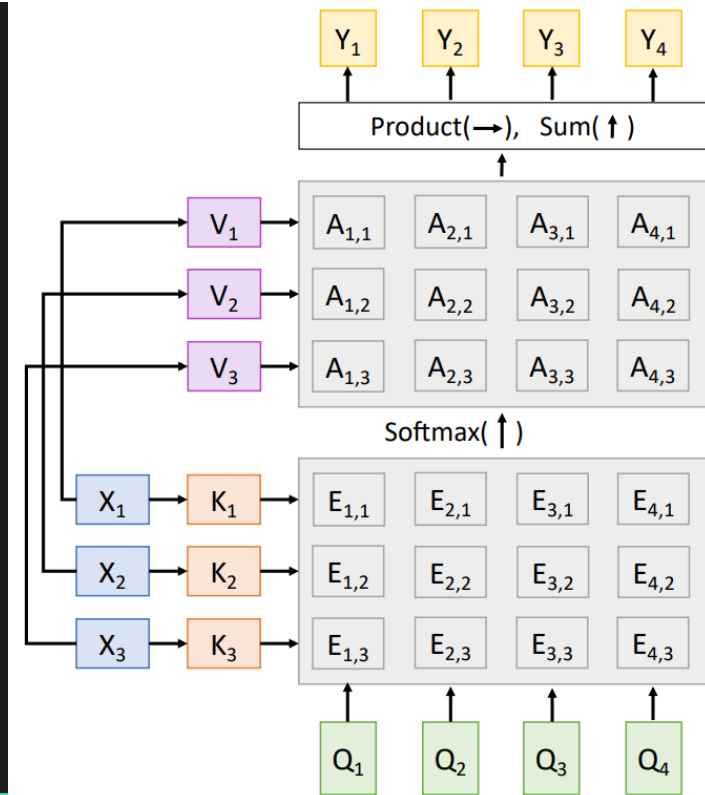 Y1 Y2 Y3 Y4
Product(→), Sum(↑)
V1 A1,1 A2,1 A3,1 A4,1
V2 A1,2 A2,2 A3,2 A4,2
V3 A1,3 A2,3 A3,3 A4,3
Softmax(↑)
X1 K1 E1,1 E2,1 E3,1 E4,1
X2 K2 E1,2 E2,2 E3,2 E4,2
X3 K3 E1,3 E2,3 E3,3 E4,3
Q1 Q2 Q3 Q4